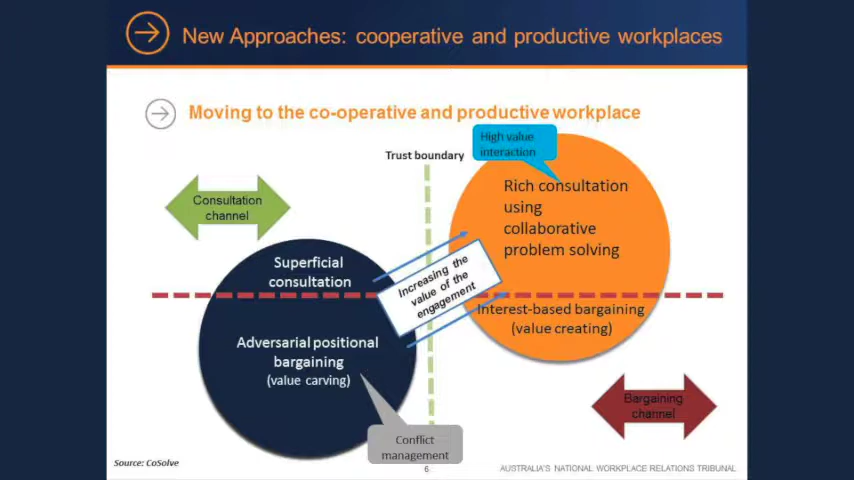 New Approaches: cooperative and productive workplaces
Moving to the co-operative and productive workplace
High value
interaction
Trust boundary
Consultation
channel
Rich consultation
using
collaborative
problem solving
Superficial
consultation
Increasing the
value of the
engagement
Interest-based bargaining
(value creating)
Adversarial positional
bargaining
(value carving)
Bargaining
channel
Conflict
management
Source: CoSolve
6
AUSTRALIA'S NATIONAL WORKPLACE RELATIONS TRIBUNAL